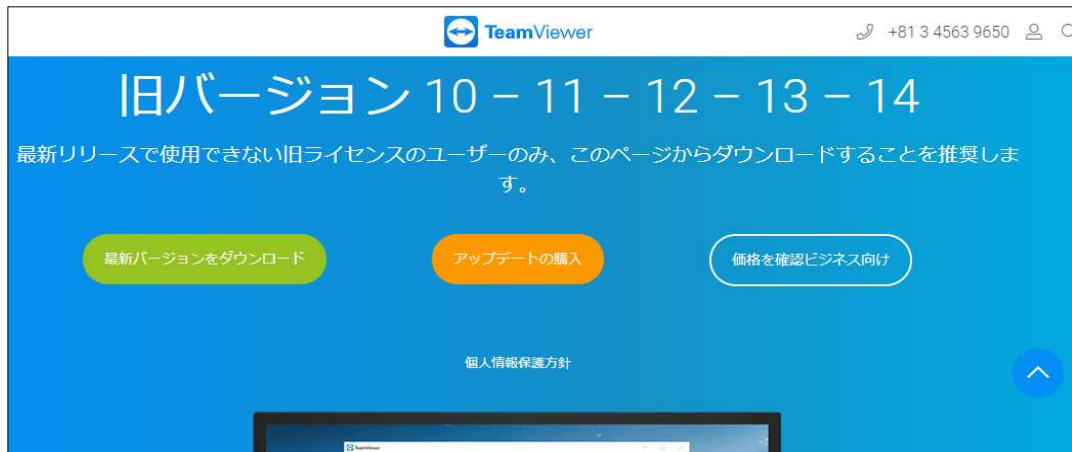 TeamViewer
+81 3 4563 9650
旧バージョン 10 – 11 – 12 – 13 – 14
最新リリースで使用できない旧ライセンスのユーザーのみ、このページからダウンロードすることを推奨しま
す。
最新バージョンをダウンロード
アップデートの購入
価格を確認ビジネス向け
個人情報保護方針
TeamViewer